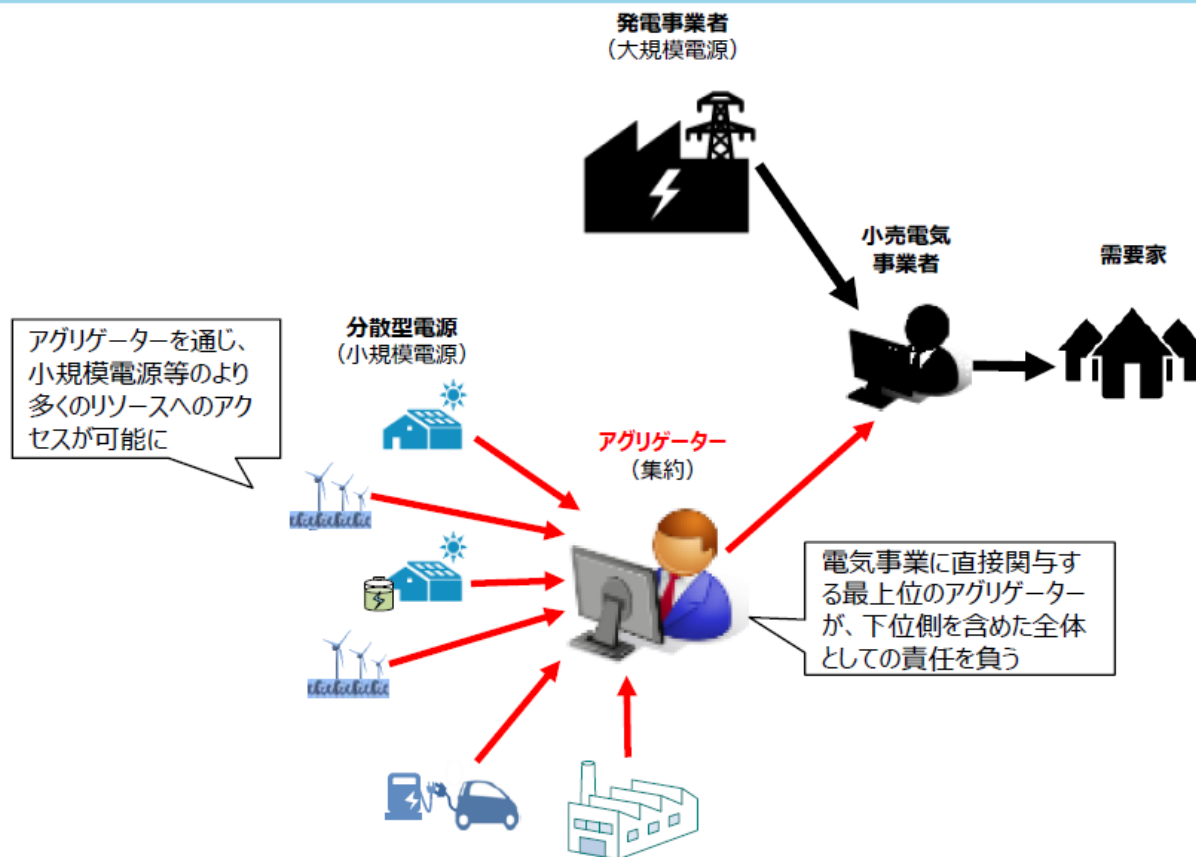 発電事業者
（大規模電源）
小売電気
事業者
需要家
分散型電源
（小規模電源）
アグリゲーターを通じ、
小規模電源等のより
多くのリソースへのアク
セスが可能に
アグリゲーター
（集約）
電気事業に直接関与す
る最上位のアグリゲーター
が、下位側を含めた全体
としての責任を負う